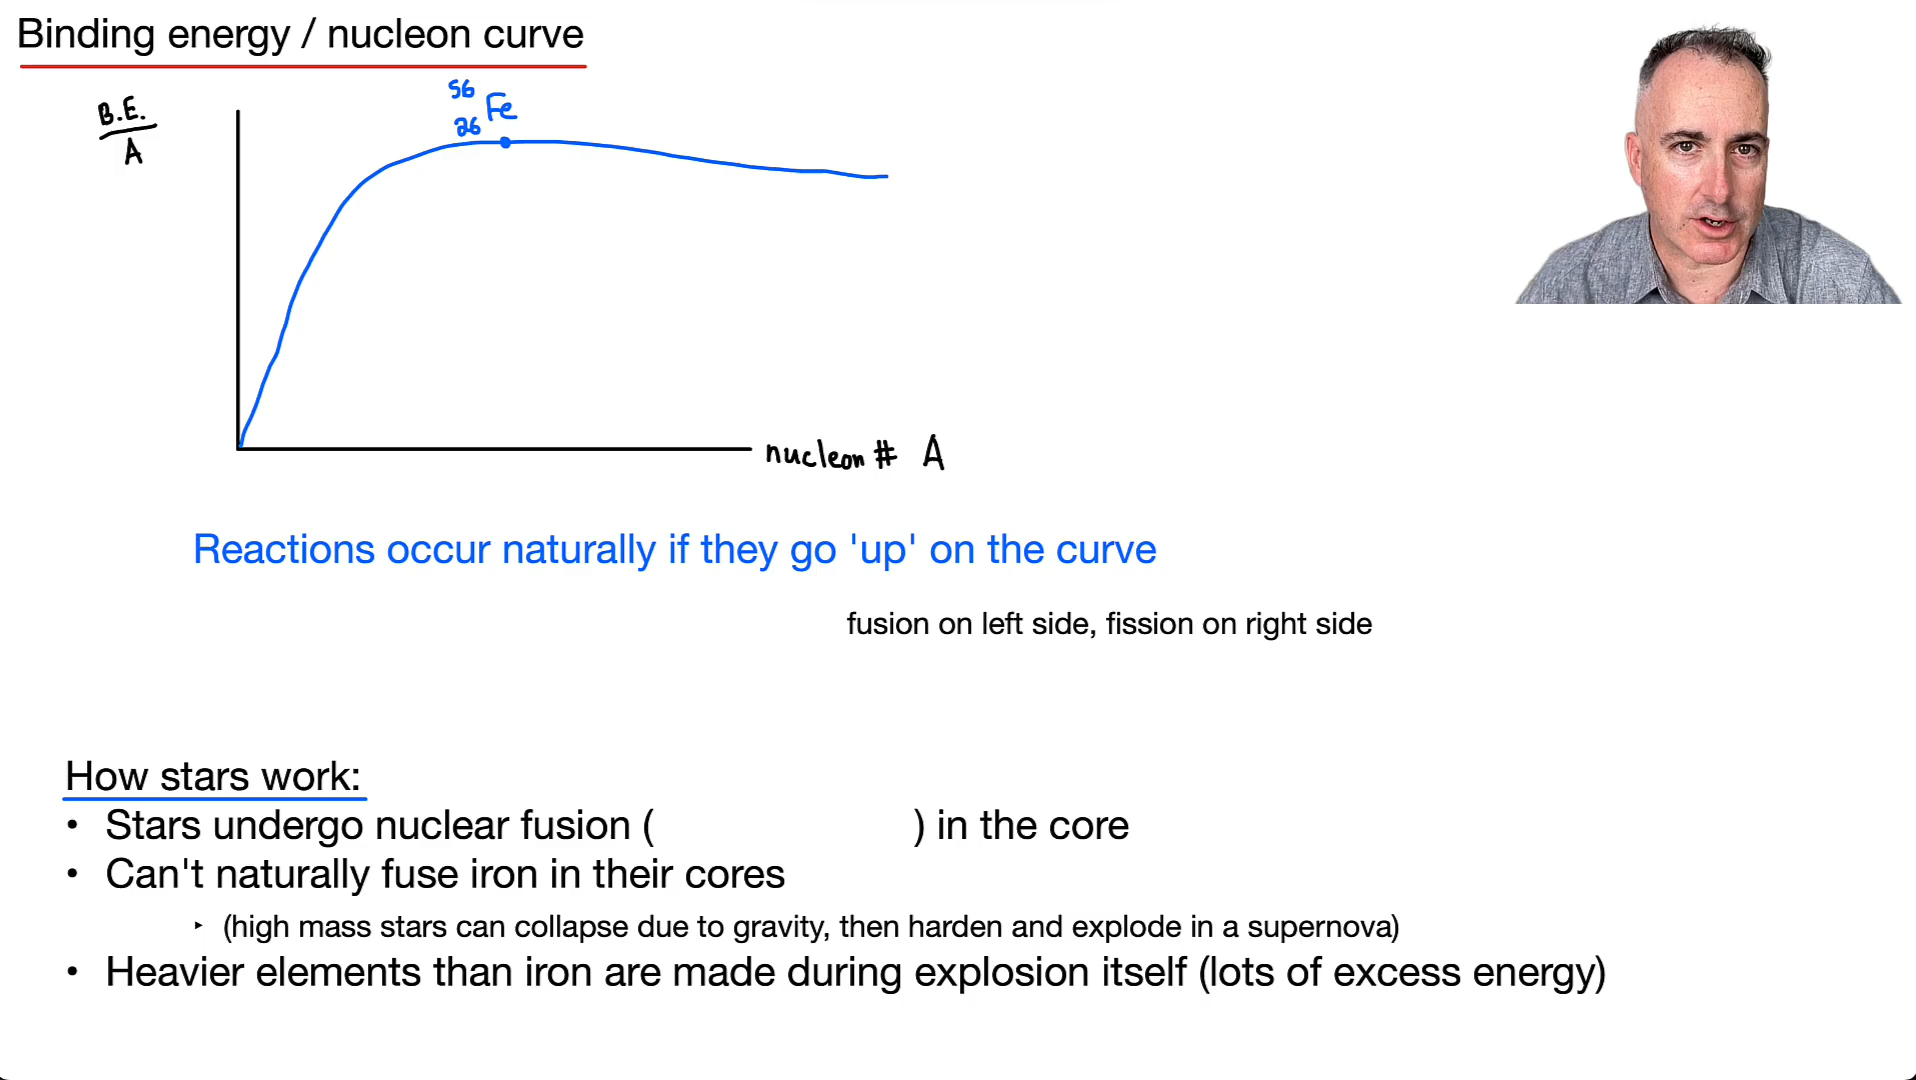 Binding energy / nucleon curve
B.E.
A
56
26
Fe
nucleon # A
Reactions occur naturally if they go 'up' on the curve
fusion on left side, fission on right side
How stars work:
• Stars undergo nuclear fusion ( ) in the core
• Can't naturally fuse iron in their cores
‣ (high mass stars can collapse due to gravity, then harden and explode in a supernova)
• Heavier elements than iron are made during explosion itself (lots of excess energy)